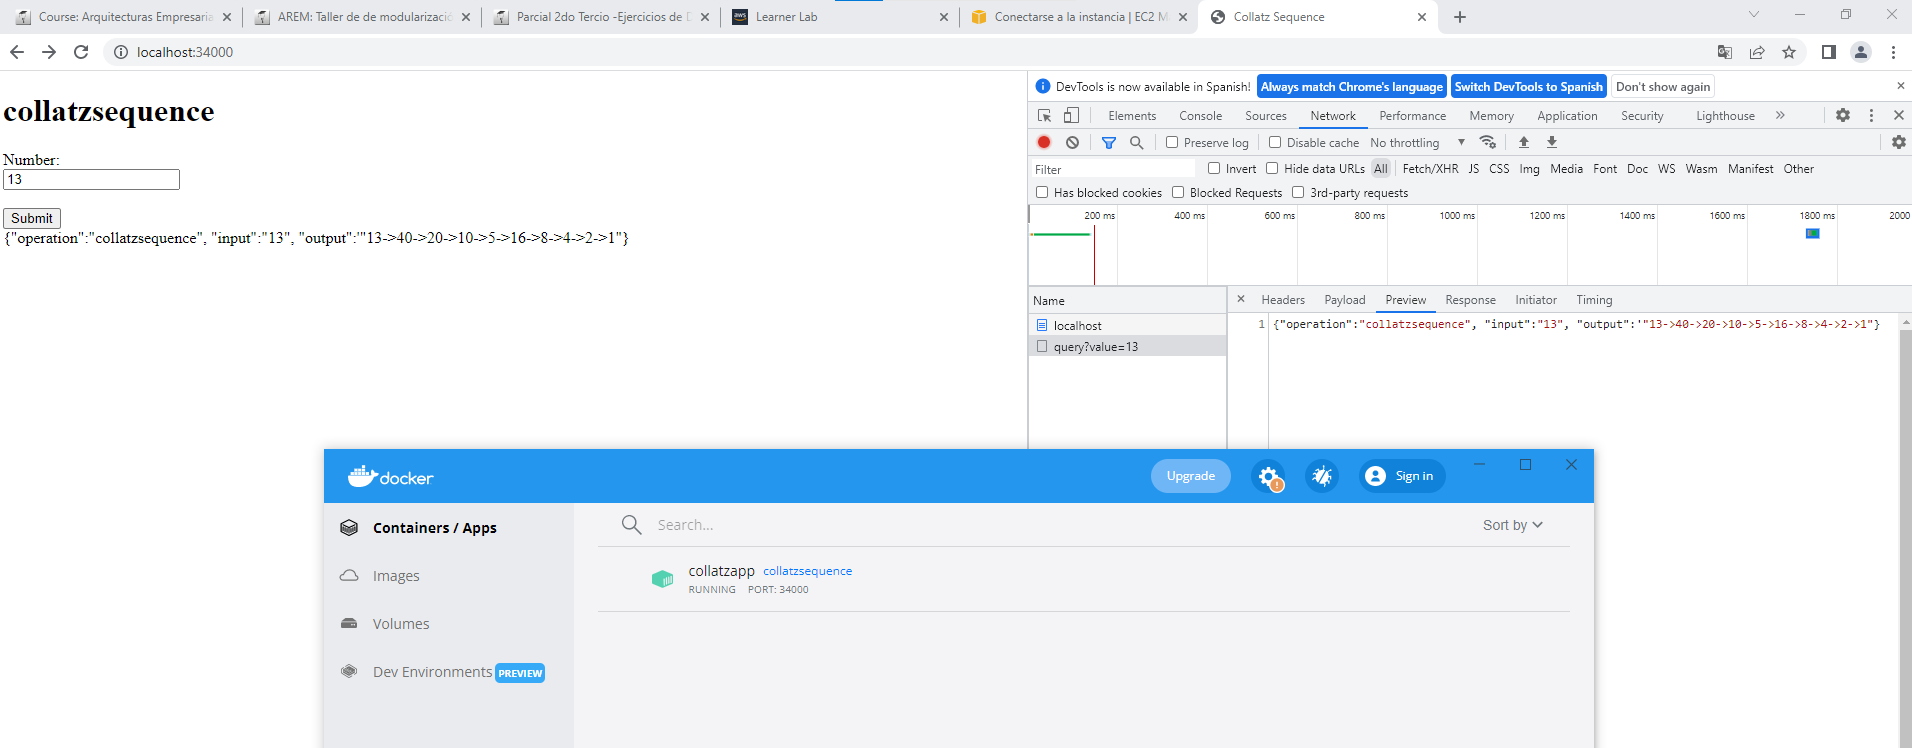 Course: Arquitecturas Empresaria
AREM: Taller de de modularizació
Parcial 2do Tercio -Ejercicios de D
Learner Lab
Conectarse a la instancia | EC2 M
Collatz Sequence
localhost:34000
collatzsequence
Number:
13
Submit
{"operation":"collatzsequence", "input":"13", "output":'"13->40->20->10->5->16->8->4->2->1"}
DevTools is now available in Spanish! Always match Chrome's language Switch DevTools to Spanish Don't show again
Elements Console Sources Network Performance Memory Application Security Lighthouse
Preserve log Disable cache No throttling
Filter Invert Hide data URLs All Fetch/XHR JS CSS Img Media Font Doc WS Wasm Manifest Other
Has blocked cookies Blocked Requests 3rd-party requests
200 ms 400 ms 600 ms 800 ms 1000 ms 1200 ms 1400 ms 1600 ms 1800 ms 2000
Name
localhost
query?value=13
Headers Payload Preview Response Initiator Timing
1 {"operation":"collatzsequence", "input":"13", "output":'"13->40->20->10->5->16->8->4->2->1"}
docker
Upgrade
Sign in
Containers / Apps
Images
Volumes
Dev Environments PREVIEW
Search...
Sort by
collatzapp collatzsequence
RUNNING PORT: 34000